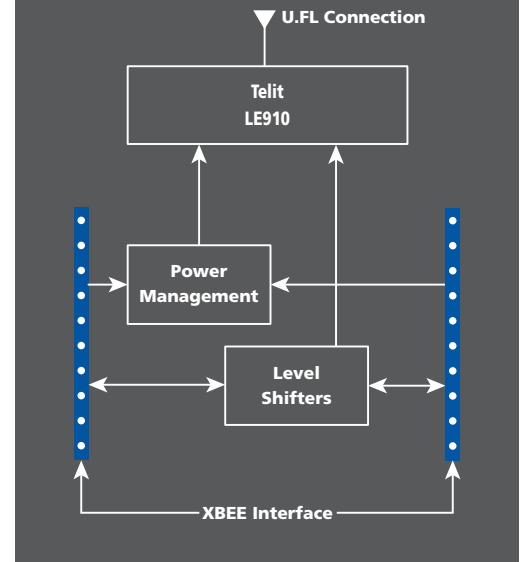 U.FL Connection
Telit
LE910
Power
Management
Level
Shifters
XBEE Interface